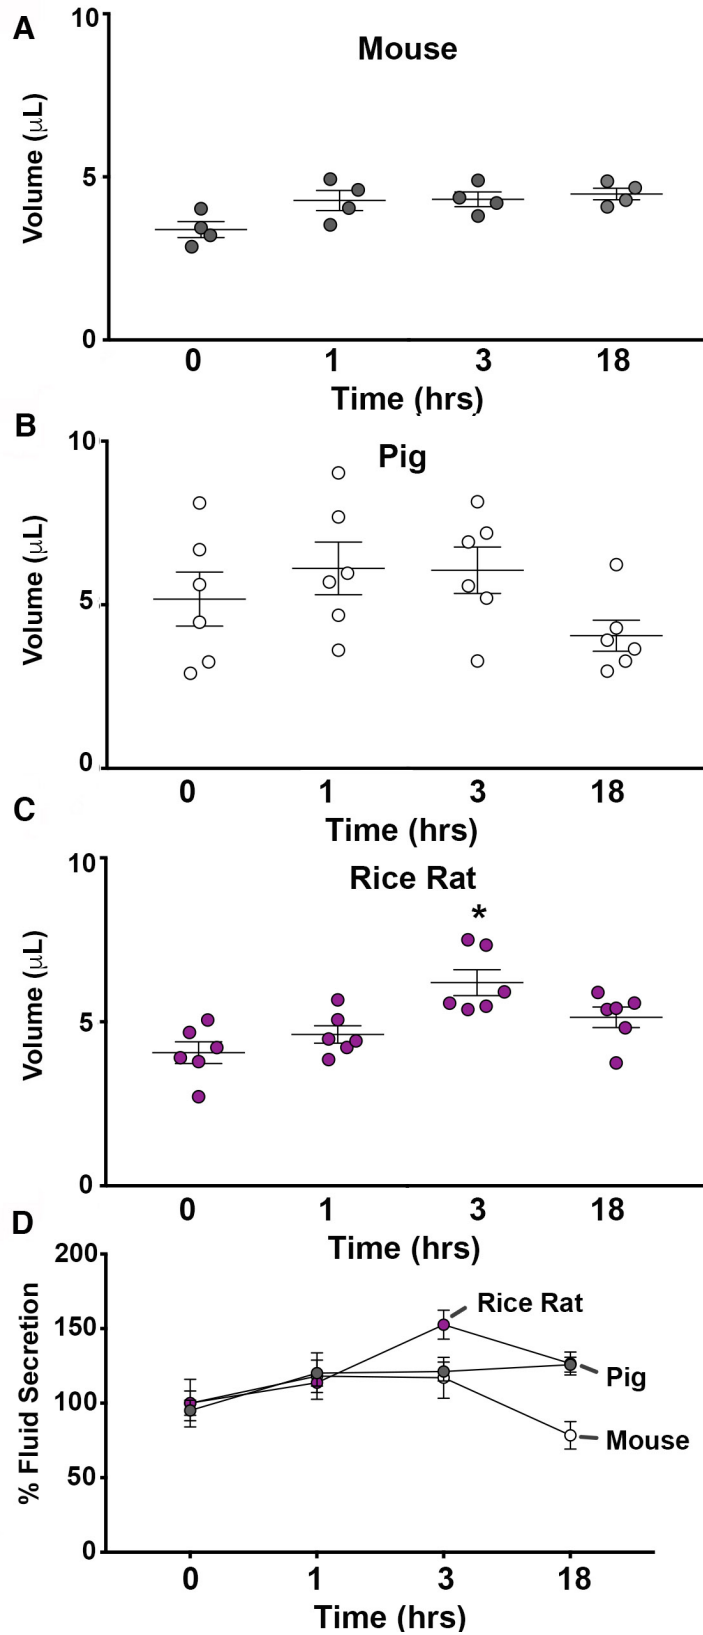 A
Mouse
Volume (μL)
10
5
0
0 1 3 18
Time (hrs)
B
Pig
Volume (μL)
10
5
0
0 1 3 18
Time (hrs)
C
Rice Rat
*
Volume (μL)
10
5
0
0 1 3 18
Time (hrs)
D
% Fluid Secretion
200
150
100
50
0
Rice Rat
Pig
Mouse
0 1 3 18
Time (hrs)